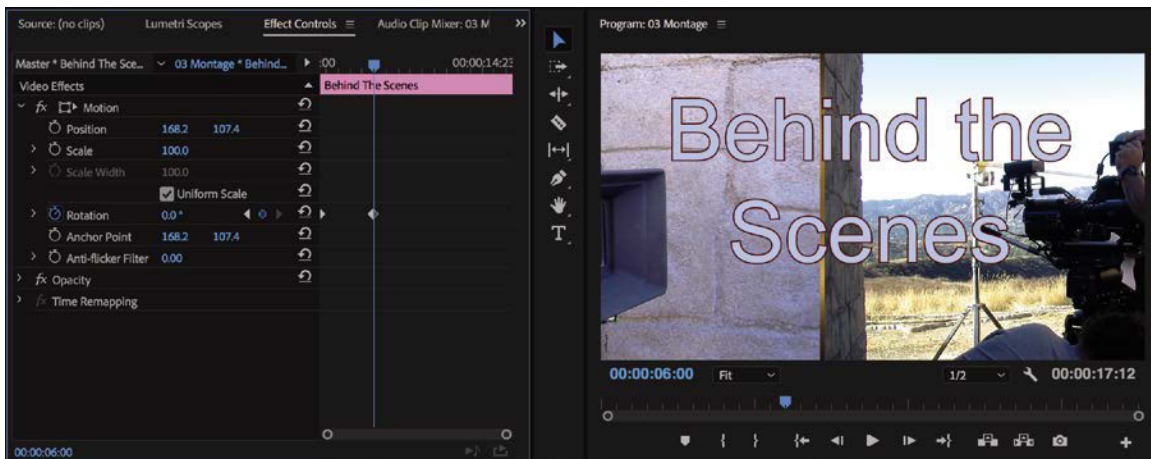 Source: (no clips) Lumetri Scopes Effect Controls Audio Clip Mixer: 03 M
Master * Behind The Sce... 03 Montage * Behind... :00 00:00:14:23
Video Effects Behind The Scenes
fx Motion
Position 168.2 107.4
Scale 100.0
Scale Width 100.0
Uniform Scale
Rotation 0.0°
Anchor Point 168.2 107.4
Anti-flicker Filter 0.00
fx Opacity
fx Time Remapping
00:00:06:00
T
Program: 03 Montage
Behind the
Scenes
00:00:06:00 Fit 1/2 00:00:17:12